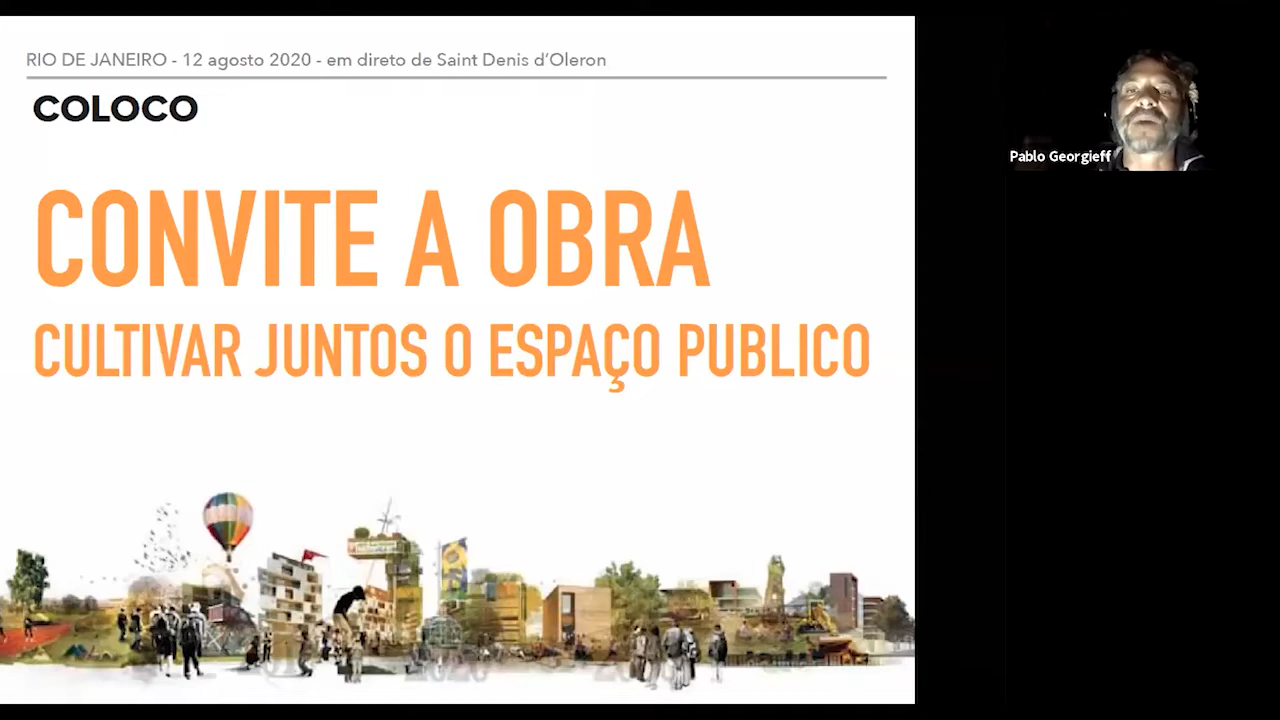 RIO DE JANEIRO - 12 agosto 2020 - em direto de Saint Denis d'Oleron
COLOCO
CONVITE A OBRA
CULTIVAR JUNTOS O ESPAÇO PUBLICO
Pablo Georgieff